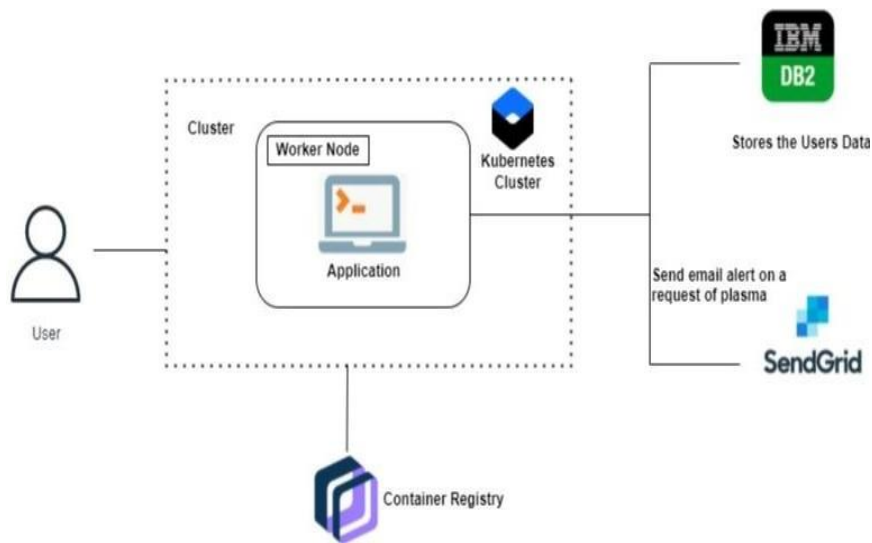 IBM
DB2
Stores the Users Data
Cluster
Worker Node
Kubernetes
Cluster
Application
User
Send email alert on a
request of plasma
SendGrid
Container Registry